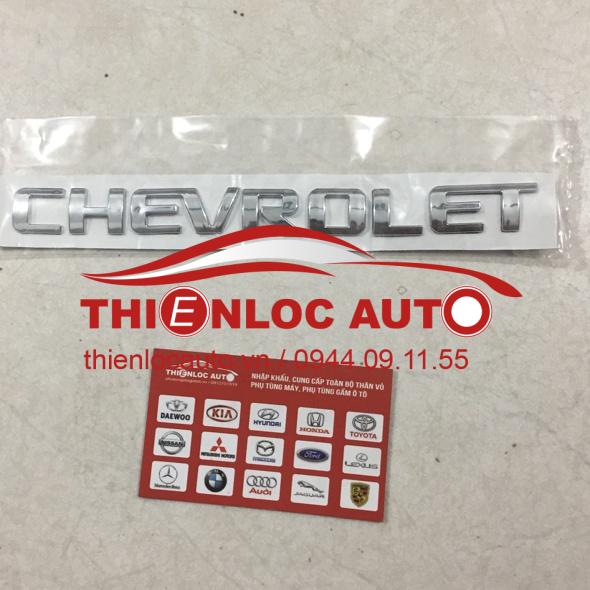 CHEVROLET
THIENLOC AUTO
thienlocauto.vn / 0944.09.11.55
THIENLOC AUTO
NHẬP KHẨU, CUNG CẤP TOÀN BỘ THÂN VỎ
PHỤ TÙNG MÁY, PHỤ TÙNG GẦM Ô TÔ
DAEWOO
KIA
HYUNDAI
HONDA
TOYOTA
NISSAN
MITSUBISHI MOTORS
mazda
Ford
LEXUS
Mercedes-Benz
BMW
Audi
JAGUAR